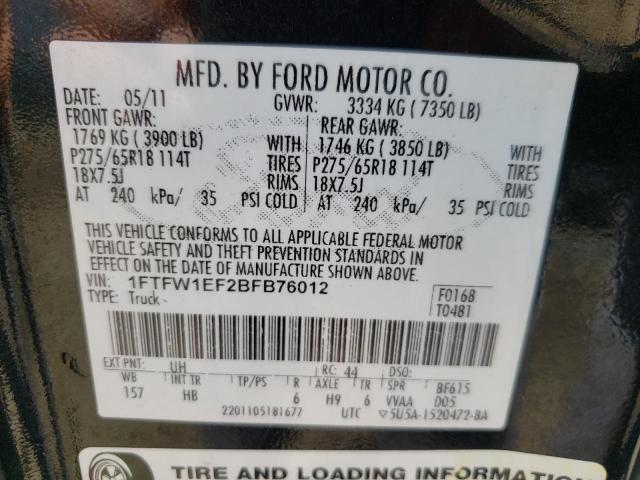 MFD. BY FORD MOTOR CO.
DATE: 05/11 GVWR: 3334 KG ( 7350 LB)
FRONT GAWR: REAR GAWR:
1769 KG ( 3900 LB) WITH 1746 KG ( 3850 LB) WITH
P275/65R18 114T TIRES P275/65R18 114T TIRES
18X7.5J RIMS 18X7.5J RIMS
AT 240 kPa/ 35 PSI COLD AT 240 kPa/ 35 PSI COLD
THIS VEHICLE CONFORMS TO ALL APPLICABLE FEDERAL MOTOR
VEHICLE SAFETY AND THEFT PREVENTION STANDARDS IN
EFFECT ON THE DATE OF MANUFACTURE SHOWN ABOVE.
VIN: 1FTFW1EF2BFB76012 F0168
TYPE: Truck- T0481
EXT PNT: UH RC: 44 DSO:
WB INT TR TP/PS R AXLE TR SPR BF615
157 HB 6 H9 6 VVAA D05
2201105181677 UTC 5U5A-1520472-BA
TIRE AND LOADING INFORMATION